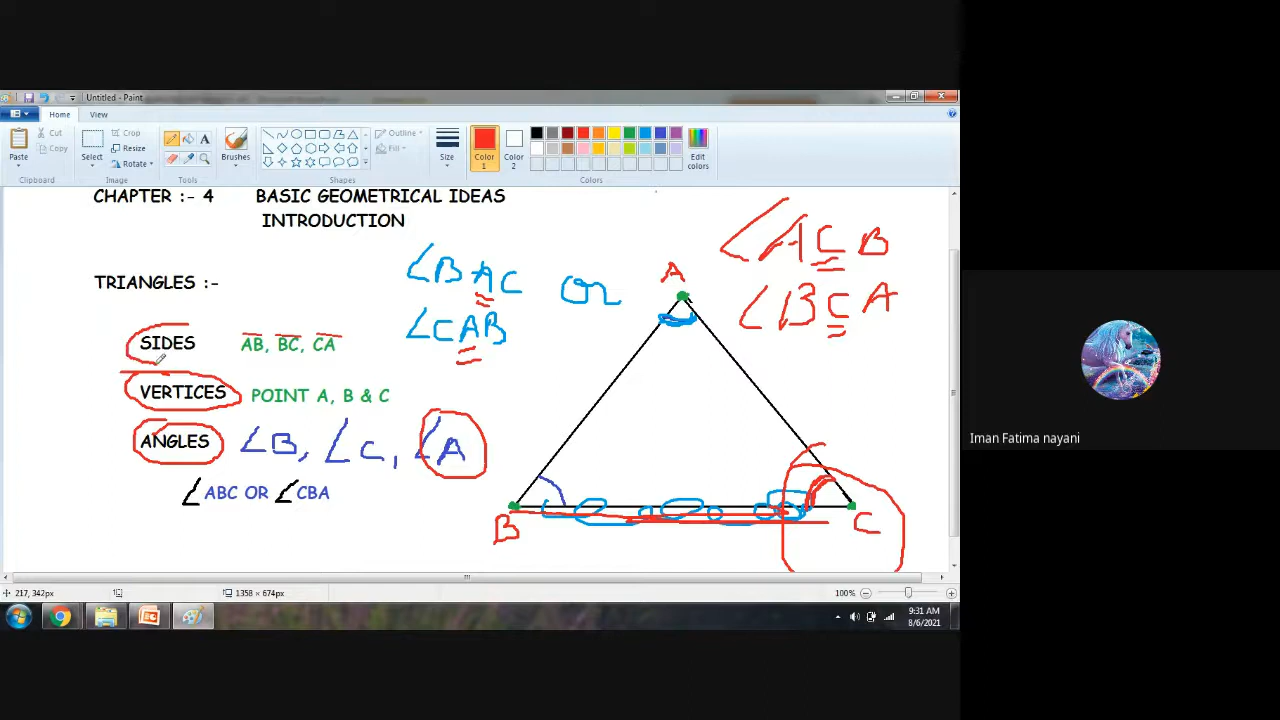 Untitled - Paint
Home View
Paste
Cut
Copy
Clipboard
Select
Crop
Resize
Rotate
Image
Tools
Brushes
Shapes
Outline
Fill
Size
Color 1
Color 2
Edit colors
Colors
CHAPTER :- 4 BASIC GEOMETRICAL IDEAS
INTRODUCTION
TRIANGLES :-
∠BAC or
∠CAB
∠ACB
∠BCA
SIDES AB, BC, CA
VERTICES POINT A, B & C
ANGLES ∠B, ∠C, ∠A
∠ABC OR ∠CBA
A
B
C
Iman Fatima nayani
217, 342px
1358 × 674px
100%
9:31 AM
8/6/2021